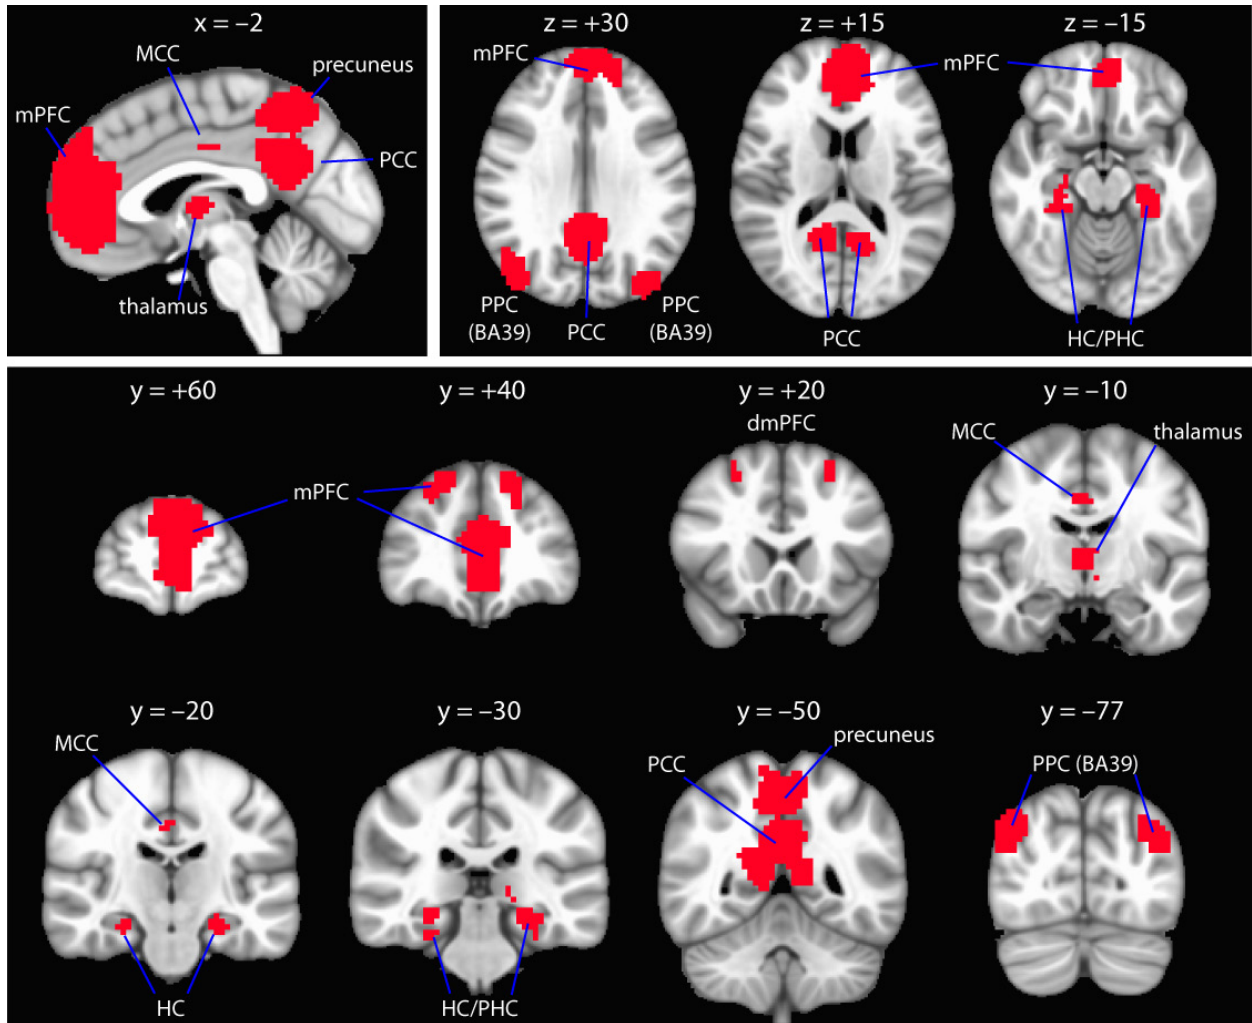 x = –2
MCC
precuneus
mPFC
PCC
thalamus
z = +30
z = +15
z = –15
mPFC
mPFC
PPC
(BA39)
PCC
PPC
(BA39)
PCC
HC/PHC
y = +60
y = +40
y = +20
y = –10
dmPFC
MCC
thalamus
mPFC
y = –20
y = –30
y = –50
y = –77
MCC
precuneus
PCC
PPC (BA39)
HC
HC/PHC